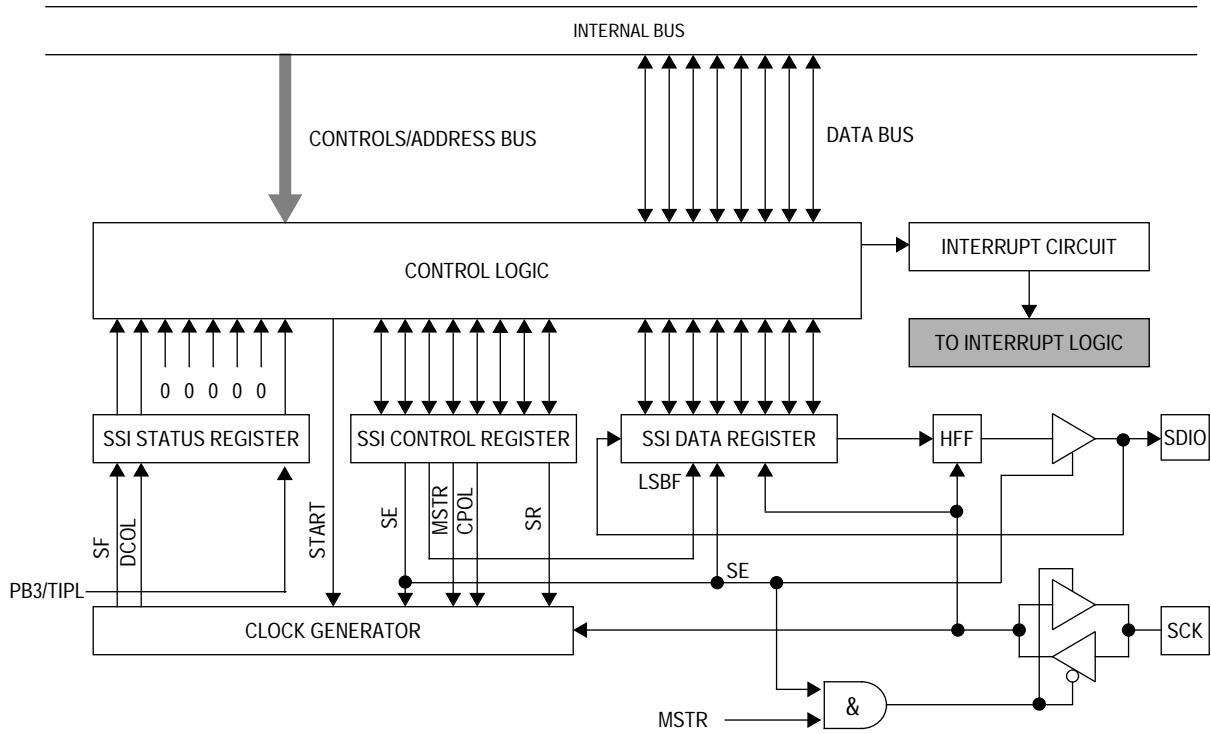 INTERNAL BUS
CONTROLS/ADDRESS BUS
DATA BUS
CONTROL LOGIC
INTERRUPT CIRCUIT
TO INTERRUPT LOGIC
0 0 0 0 0
SSI STATUS REGISTER
SSI CONTROL REGISTER
SSI DATA REGISTER
HFF
SDIO
LSBF
SF
DCOL
START
SE
MSTR
CPOL
SR
SE
PB3/TIPL
CLOCK GENERATOR
SCK
&
MSTR